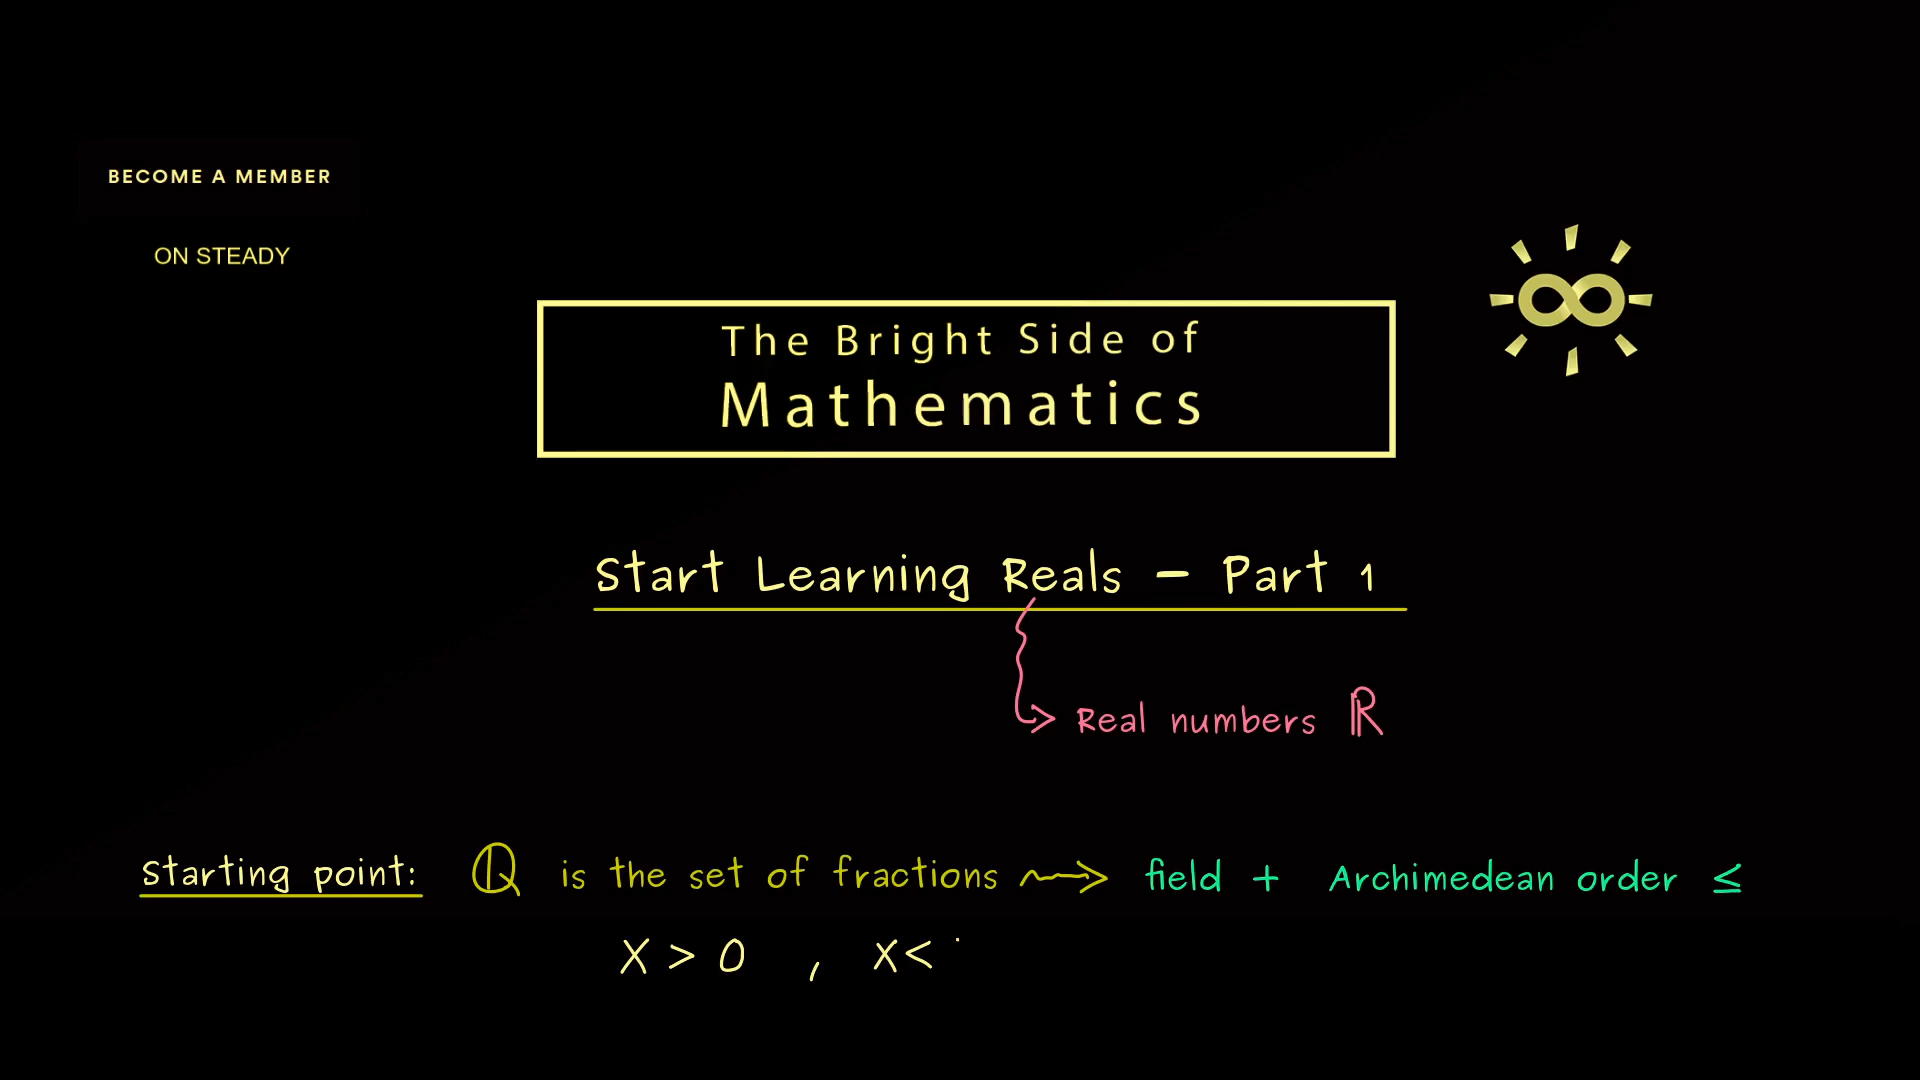 BECOME A MEMBER
ON STEADY
The Bright Side of
Mathematics
Start Learning Reals – Part 1
Real numbers ℝ
Starting point: ℚ is the set of fractions ⇝ field + Archimedean order ≤
x > 0 , x <